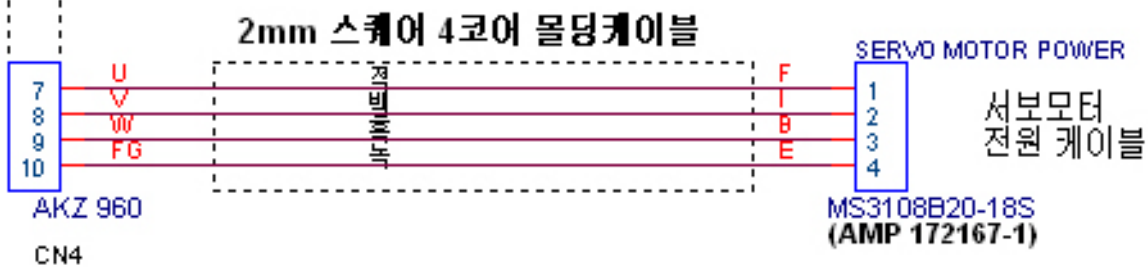 2mm 스퀘어 4코어 몰딩케이블
SERVO MOTOR POWER
7 U 적 F 1
8 V 백 I 2
9 W 흑 B 3
10 FG 녹 E 4
서보모터
전원 케이블
AKZ 960
MS3108B20-18S
(AMP 172167-1)
CN4